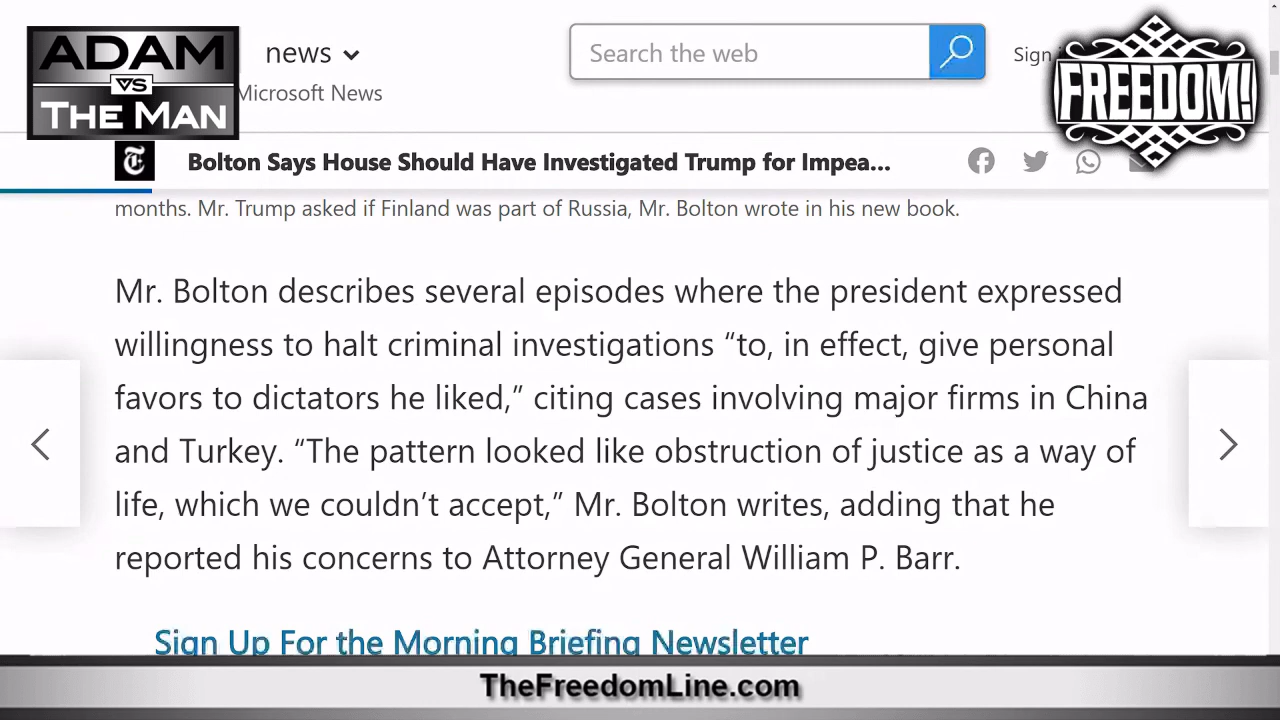 ADAM
VS
THE MAN
news
Microsoft News
Search the web
Sign
FREEDOM!
Bolton Says House Should Have Investigated Trump for Impea...
months. Mr. Trump asked if Finland was part of Russia, Mr. Bolton wrote in his new book.
Mr. Bolton describes several episodes where the president expressed
willingness to halt criminal investigations “to, in effect, give personal
favors to dictators he liked,” citing cases involving major firms in China
and Turkey. “The pattern looked like obstruction of justice as a way of
life, which we couldn’t accept,” Mr. Bolton writes, adding that he
reported his concerns to Attorney General William P. Barr.
Sign Up For the Morning Briefing Newsletter
TheFreedomLine.com